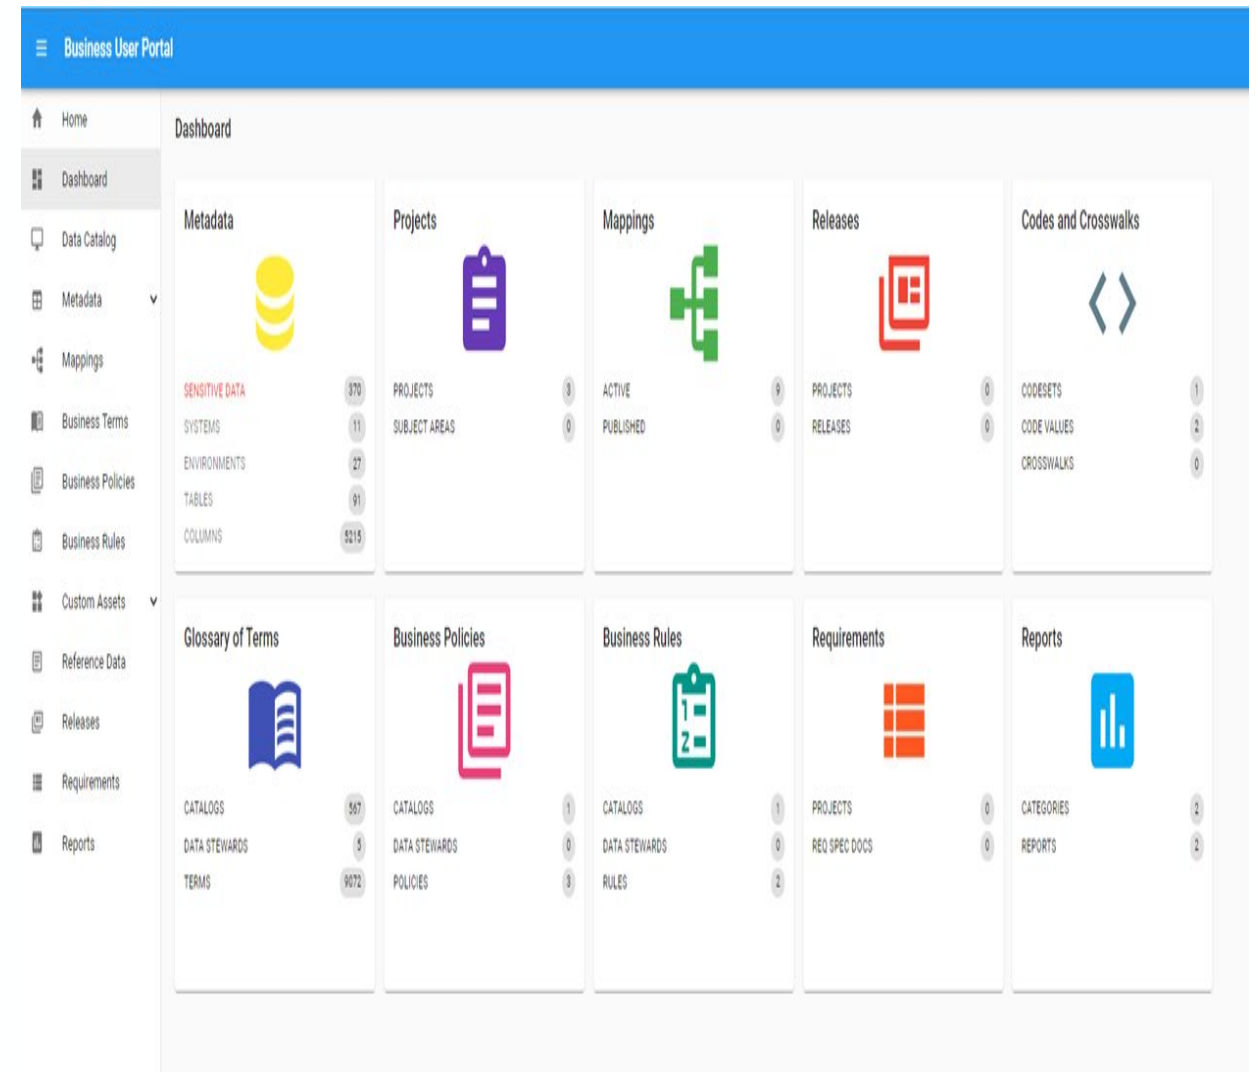 Business User Portal
Home
Dashboard
Data Catalog
Metadata
Mappings
Business Terms
Business Policies
Business Rules
Custom Assets
Reference Data
Releases
Requirements
Reports
Dashboard
Metadata
SENSITIVE DATA 370
SYSTEMS 11
ENVIRONMENTS 27
TABLES 91
COLUMNS 5215
Projects
PROJECTS 3
SUBJECT AREAS 0
Mappings
ACTIVE 9
PUBLISHED 0
Releases
PROJECTS 0
RELEASES 0
Codes and Crosswalks
CODESETS 1
CODE VALUES 2
CROSSWALKS 0
Glossary of Terms
CATALOGS 567
DATA STEWARDS 5
TERMS 9072
Business Policies
CATALOGS 1
DATA STEWARDS 0
POLICIES 3
Business Rules
1
2
CATALOGS 1
DATA STEWARDS 0
RULES 2
Requirements
PROJECTS 0
REQ SPEC DOCS 0
Reports
CATEGORIES 2
REPORTS 2